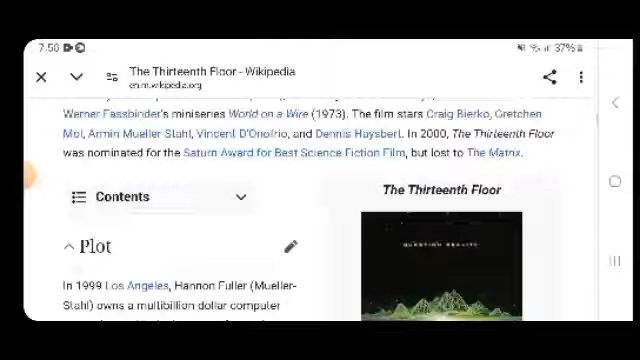 7:56
37%
The Thirteenth Floor - Wikipedia
en.m.wikipedia.org
Werner Fassbinder's miniseries World on a Wire (1973). The film stars Craig Bierko, Gretchen
Mol, Armin Mueller Stahl, Vincent D'Onofrio, and Dennis Haysbert. In 2000, The Thirteenth Floor
was nominated for the Saturn Award for Best Science Fiction Film, but lost to The Matrix.
Contents
The Thirteenth Floor
QUESTION REALITY
Plot
In 1999 Los Angeles, Hannon Fuller (Mueller-
Stahl) owns a multibillion dollar computer